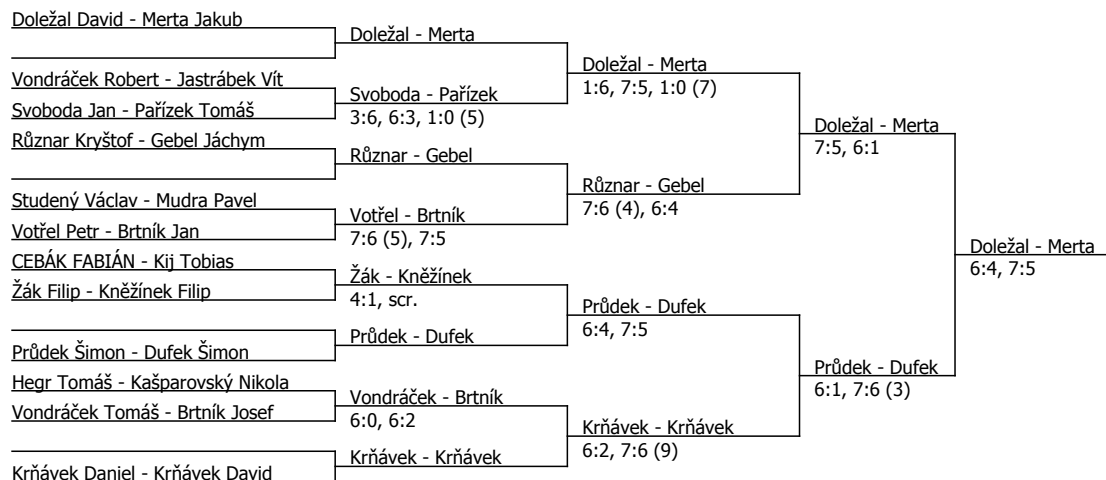 Doležal David - Merta Jakub
Vondráček Robert - Jastrábek Vít
Svoboda Jan - Pařízek Tomáš
Různar Kryštof - Gebel Jáchym
Studený Václav - Mudra Pavel
Votřel Petr - Brtník Jan
CEBÁK FABIÁN - Kij Tobias
Žák Filip - Kněžínek Filip
Průdek Šimon - Dufek Šimon
Hegr Tomáš - Kašparovský Nikola
Vondráček Tomáš - Brtník Josef
Krňávek Daniel - Krňávek David
Doležal - Merta
Svoboda - Pařízek
3:6, 6:3, 1:0 (5)
Různar - Gebel
Votřel - Brtník
7:6 (5), 7:5
Žák - Kněžínek
4:1, scr.
Průdek - Dufek
Vondráček - Brtník
6:0, 6:2
Krňávek - Krňávek
Doležal - Merta
1:6, 7:5, 1:0 (7)
Různar - Gebel
7:6 (4), 6:4
Průdek - Dufek
6:4, 7:5
Krňávek - Krňávek
6:2, 7:6 (9)
Doležal - Merta
7:5, 6:1
Průdek - Dufek
6:1, 7:6 (3)
Doležal - Merta
6:4, 7:5